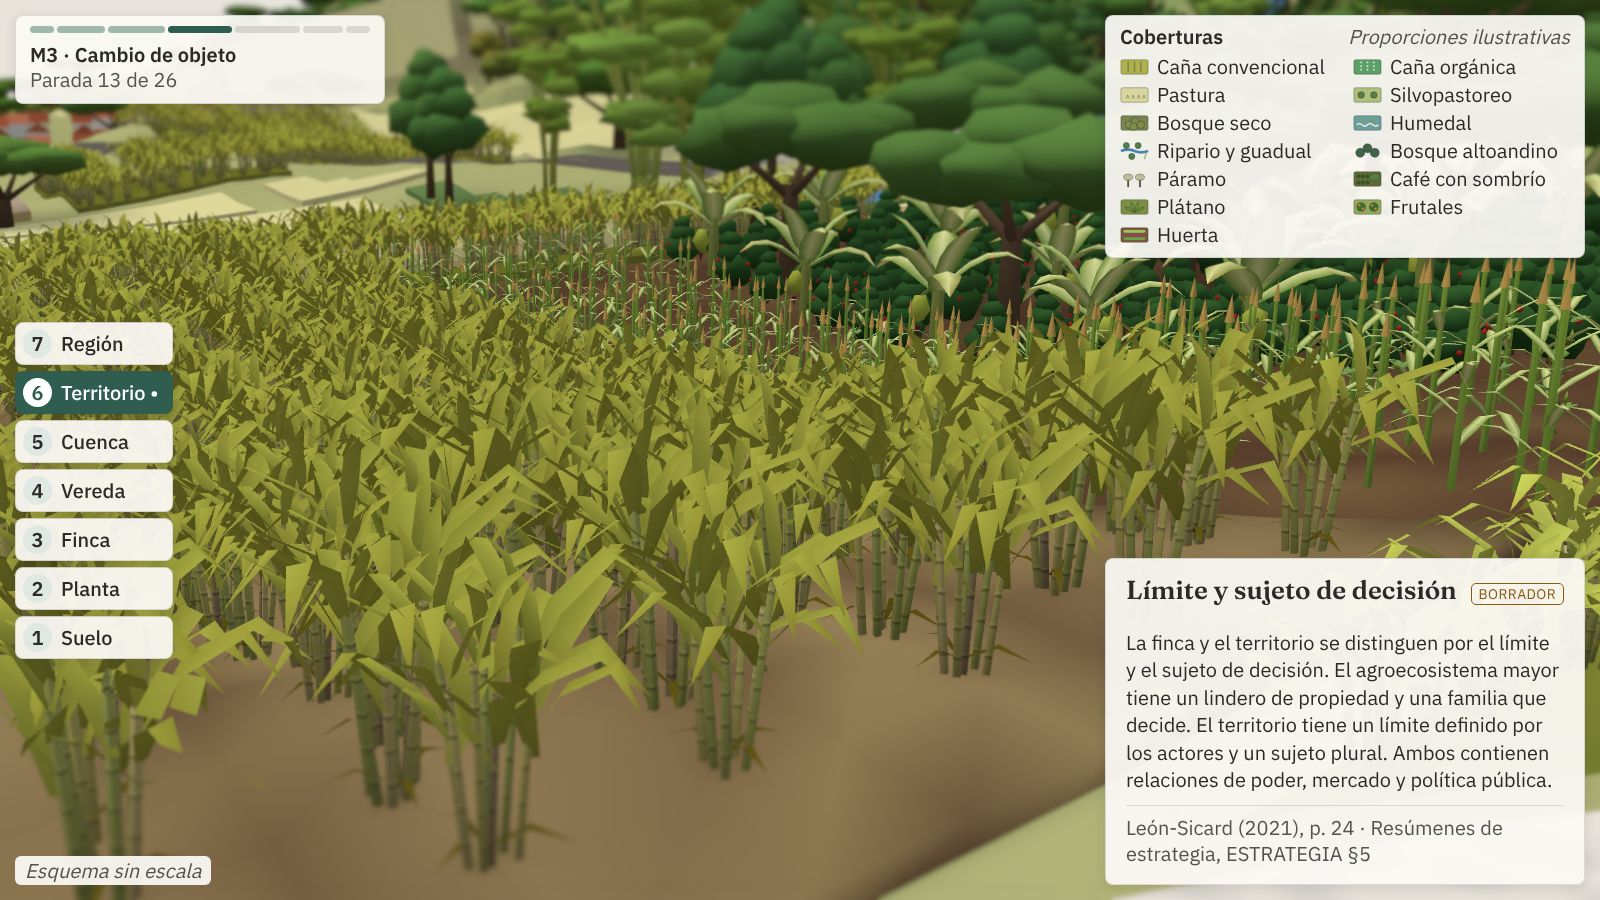 M3 · Cambio de objeto
Parada 13 de 26
Coberturas
Proporciones ilustrativas
Caña convencional
Caña orgánica
Pastura
Silvopastoreo
Bosque seco
Humedal
Ripario y guadual
Bosque altoandino
Páramo
Café con sombrío
Plátano
Frutales
Huerta
7 Región
6 Territorio •
5 Cuenca
4 Vereda
3 Finca
2 Planta
1 Suelo
Límite y sujeto de decisión
BORRADOR
La finca y el territorio se distinguen por el límite
y el sujeto de decisión. El agroecosistema mayor
tiene un lindero de propiedad y una familia que
decide. El territorio tiene un límite definido por
los actores y un sujeto plural. Ambos contienen
relaciones de poder, mercado y política pública.
León-Sicard (2021), p. 24 · Resúmenes de
estrategia, ESTRATEGIA §5
Esquema sin escala